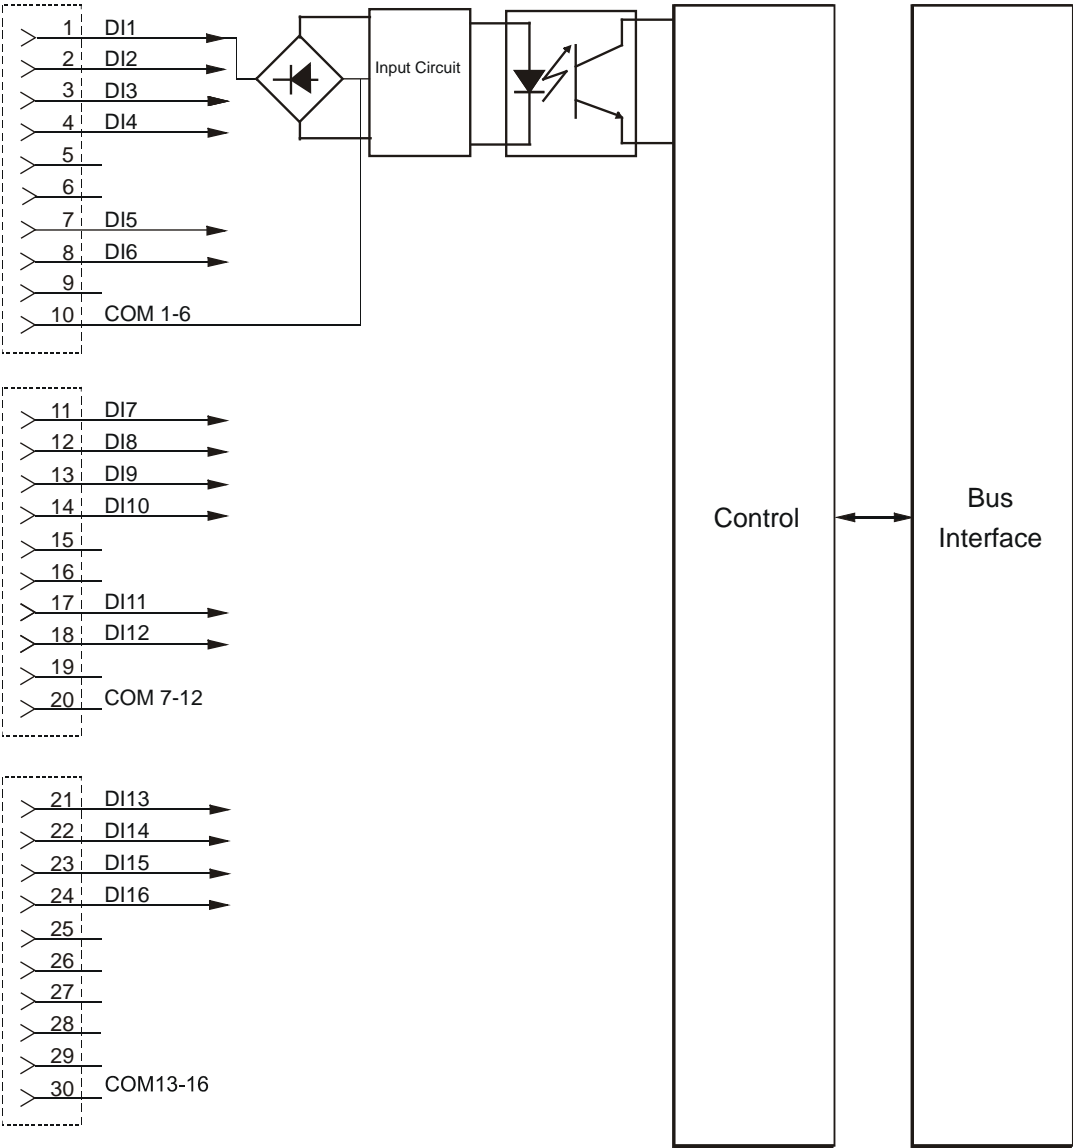 1 DI1
2 DI2
3 DI3
4 DI4
5
6
7 DI5
8 DI6
9
10 COM 1-6
Input Circuit
11 DI7
12 DI8
13 DI9
14 DI10
15
16
17 DI11
18 DI12
19
20 COM 7-12
21 DI13
22 DI14
23 DI15
24 DI16
25
26
27
28
29
30 COM13-16
Control
Bus
Interface